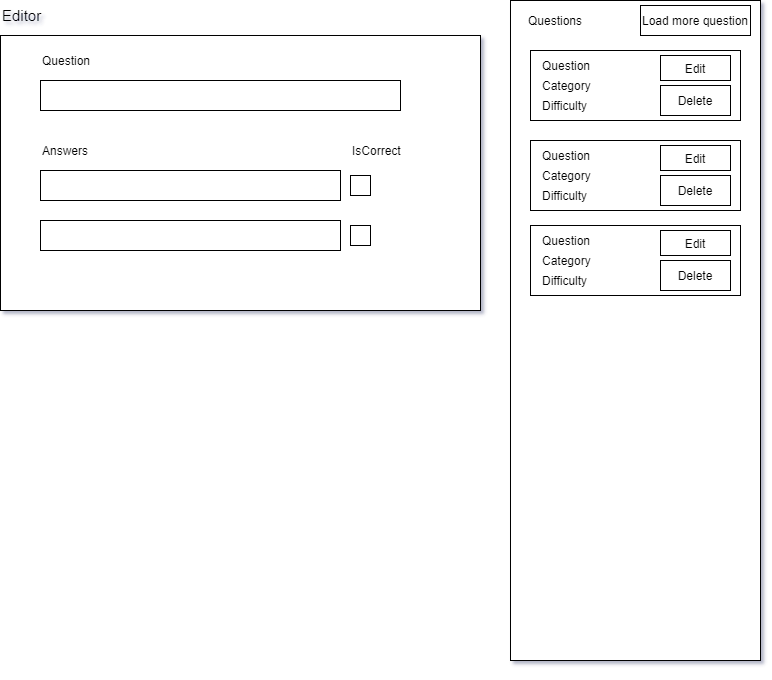 Editor
Question
Answers IsCorrect
Questions Load more question
Question Edit
Category
Difficulty Delete
Question Edit
Category
Difficulty Delete
Question Edit
Category
Difficulty Delete